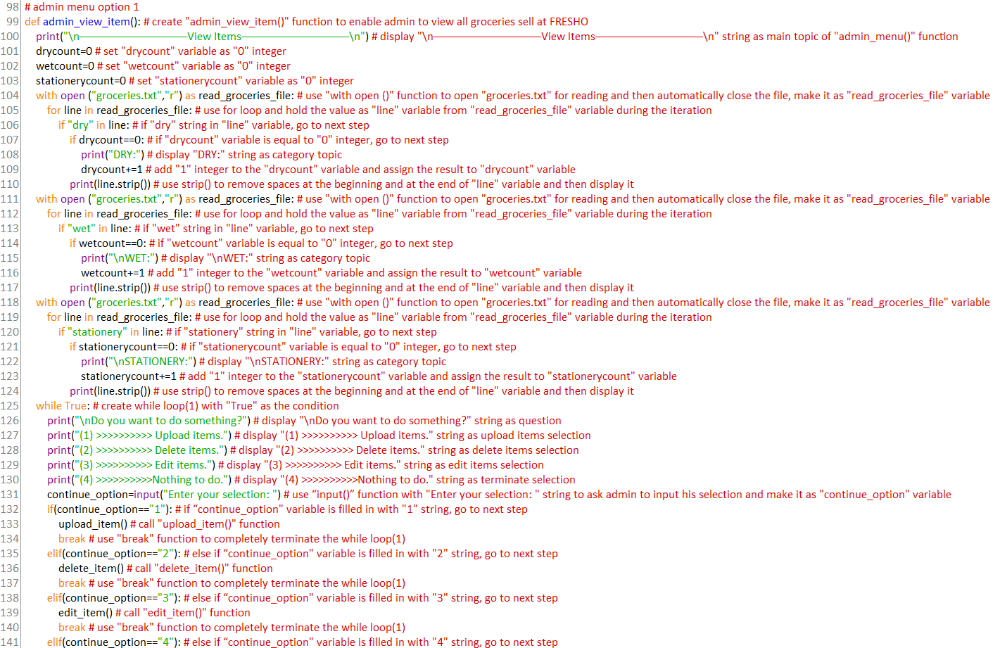 98 # admin menu option 1
99 def admin_view_item(): # create "admin_view_item()" function to enable admin to view all groceries sell at FRESHO
100 print("\n———————————View Items———————————\n") # display "\n———————————View Items———————————\n" string as main topic of "admin_menu()" function
101 drycount=0 # set "drycount" variable as "0" integer
102 wetcount=0 # set "wetcount" variable as "0" integer
103 stationerycount=0 # set "stationerycount" variable as "0" integer
104 with open ("groceries.txt","r") as read_groceries_file: # use "with open ()" function to open "groceries.txt" for reading and then automatically close the file, make it as "read_groceries_file" variable
105 for line in read_groceries_file: # use for loop and hold the value as "line" variable from "read_groceries_file" variable during the iteration
106 if "dry" in line: # if "dry" string in "line" variable, go to next step
107 if drycount==0: # if "drycount" variable is equal to "0" integer, go to next step
108 print("DRY:") # display "DRY:" string as category topic
109 drycount+=1 # add "1" integer to the "drycount" variable and assign the result to "drycount" variable
110 print(line.strip()) # use strip() to remove spaces at the beginning and at the end of "line" variable and then display it
111 with open ("groceries.txt","r") as read_groceries_file: # use "with open ()" function to open "groceries.txt" for reading and then automatically close the file, make it as "read_groceries_file" variable
112 for line in read_groceries_file: # use for loop and hold the value as "line" variable from "read_groceries_file" variable during the iteration
113 if "wet" in line: # if "wet" string in "line" variable, go to next step
114 if wetcount==0: # if "wetcount" variable is equal to "0" integer, go to next step
115 print("\nWET:") # display "\nWET:" string as category topic
116 wetcount+=1 # add "1" integer to the "wetcount" variable and assign the result to "wetcount" variable
117 print(line.strip()) # use strip() to remove spaces at the beginning and at the end of "line" variable and then display it
118 with open ("groceries.txt","r") as read_groceries_file: # use "with open ()" function to open "groceries.txt" for reading and then automatically close the file, make it as "read_groceries_file" variable
119 for line in read_groceries_file: # use for loop and hold the value as "line" variable from "read_groceries_file" variable during the iteration
120 if "stationery" in line: # if "stationery" string in "line" variable, go to next step
121 if stationerycount==0: # if "stationerycount" variable is equal to "0" integer, go to next step
122 print("\nSTATIONERY:") # display "\nSTATIONERY:" string as category topic
123 stationerycount+=1 # add "1" integer to the "stationerycount" variable and assign the result to "stationerycount" variable
124 print(line.strip()) # use strip() to remove spaces at the beginning and at the end of "line" variable and then display it
125 while True: # create while loop(1) with "True" as the condition
126 print("\nDo you want to do something?") # display "\nDo you want to do something?" string as question
127 print("(1) >>>>>>>>>> Upload items.") # display "(1) >>>>>>>>>> Upload items." string as upload items selection
128 print("(2) >>>>>>>>>> Delete items.") # display "(2) >>>>>>>>>> Delete items." string as delete items selection
129 print("(3) >>>>>>>>>> Edit items.") # display "(3) >>>>>>>>>> Edit items." string as edit items selection
130 print("(4) >>>>>>>>>>Nothing to do.") # display "(4) >>>>>>>>>>Nothing to do." string as terminate selection
131 continue_option=input("Enter your selection: ") # use “input()” function with "Enter your selection: " string to ask admin to input his selection and make it as "continue_option" variable
132 if(continue_option=="1"): # if “continue_option" variable is filled in with "1" string, go to next step
133 upload_item() # call "upload_item()" function
134 break # use "break" function to completely terminate the while loop(1)
135 elif(continue_option=="2"): # else if “continue_option" variable is filled in with "2" string, go to next step
136 delete_item() # call "delete_item()" function
137 break # use "break" function to completely terminate the while loop(1)
138 elif(continue_option=="3"): # else if “continue_option" variable is filled in with "3" string, go to next step
139 edit_item() # call "edit_item()" function
140 break # use "break" function to completely terminate the while loop(1)
141 elif(continue_option=="4"): # else if “continue_option" variable is filled in with "4" string, go to next step